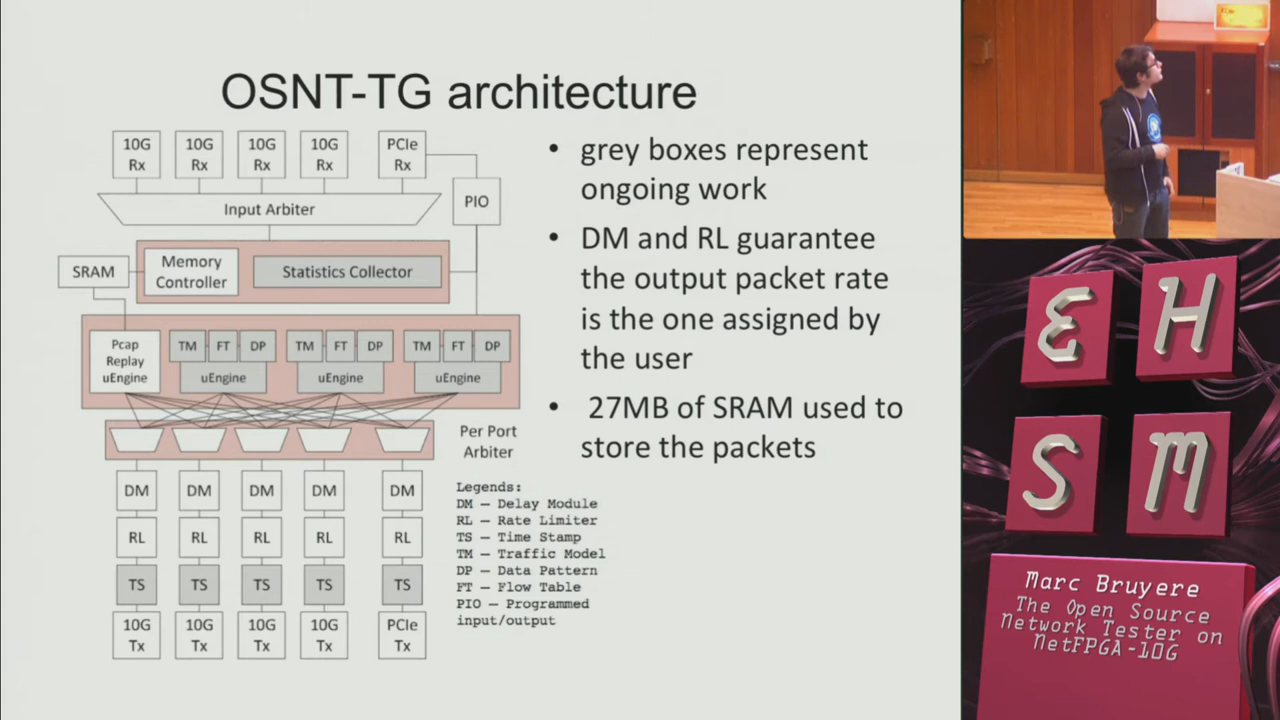 OSNT-TG architecture
10G Rx
10G Rx
10G Rx
10G Rx
PCIe Rx
Input Arbiter
PIO
SRAM
Memory Controller
Statistics Collector
Pcap Replay uEngine
TM FT DP
uEngine
TM FT DP
uEngine
TM FT DP
uEngine
Per Port
Arbiter
DM DM DM DM DM
RL RL RL RL RL
TS TS TS TS TS
10G Tx
10G Tx
10G Tx
10G Tx
PCIe Tx
Legends:
DM – Delay Module
RL – Rate Limiter
TS – Time Stamp
TM – Traffic Model
DP – Data Pattern
FT – Flow Table
PIO – Programmed
input/output
• grey boxes represent
ongoing work
• DM and RL guarantee
the output packet rate
is the one assigned by
the user
• 27MB of SRAM used to
store the packets
E H
S M
Marc Bruyere
The Open Source
Network Tester on
NetFPGA-10G